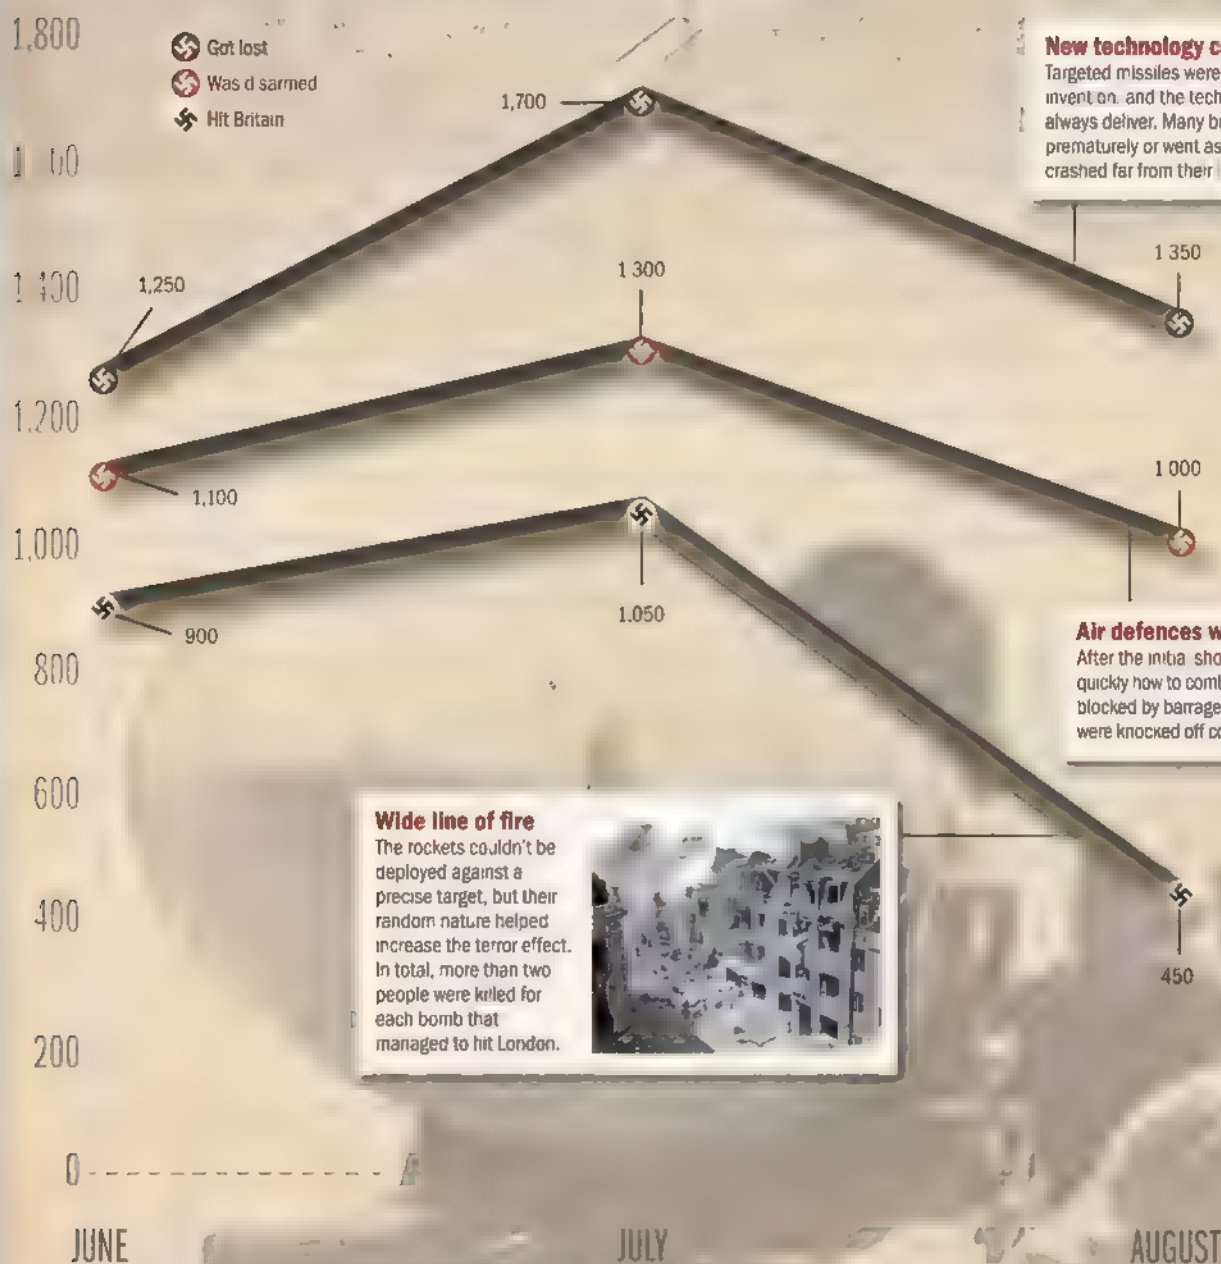 1,800
Got lost
Was d sarmed
Hit Britain
1,700
New technology
Targeted missiles were
invent on. and the tech
always deliver. Many
prematurely or went as
crashed far from their
1 350
1,250
1 300
1,200
1,100
1 000
1,000
900
1.050
800
Air defences w
After the initia sho
quickly how to comb
blocked by barrage
were knocked off co
600
Wide line of fire
The rockets couldn't be
deployed against a
precise target, but their
random nature helped
increase the terror effect.
In total, more than two
people were killed for
each bomb that
managed to hit London.
400
450
200
0
JUNE
JULY
AUGUST